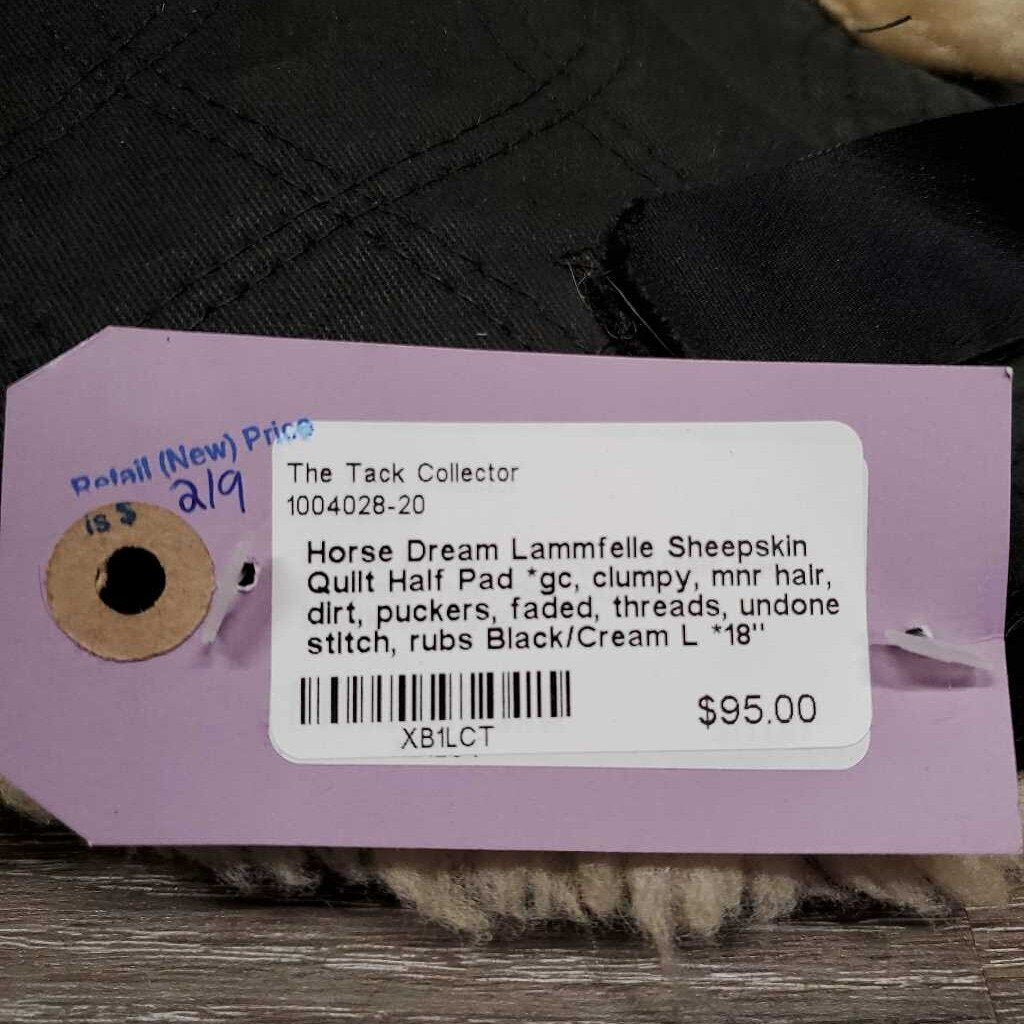 Retail (New) Price
is $ 219
The Tack Collector
1004028-20
Horse Dream Lammfelle Sheepskin
Quilt Half Pad *gc, clumpy, mnr hair,
dirt, puckers, faded, threads, undone
stitch, rubs Black/Cream L *18"
$95.00
XB1LCT